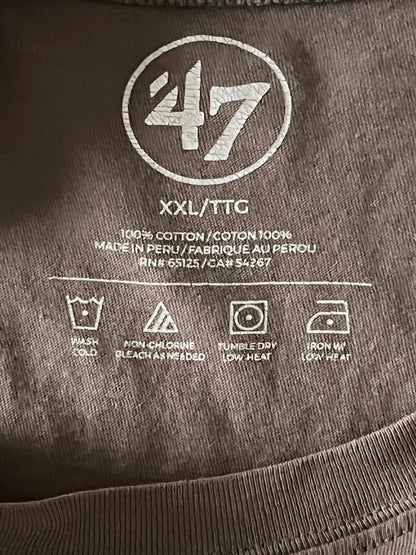 '47
XXL/TTG
100% COTTON/COTON 100%
MADE IN PERU/FABRIQUE AU PEROU
RN# 65125/CA# 54267
WASH COLD
NON-CHLORINE BLEACH AS NEEDED
TUMBLE DRY LOW HEAT
IRON W/ LOW HEAT